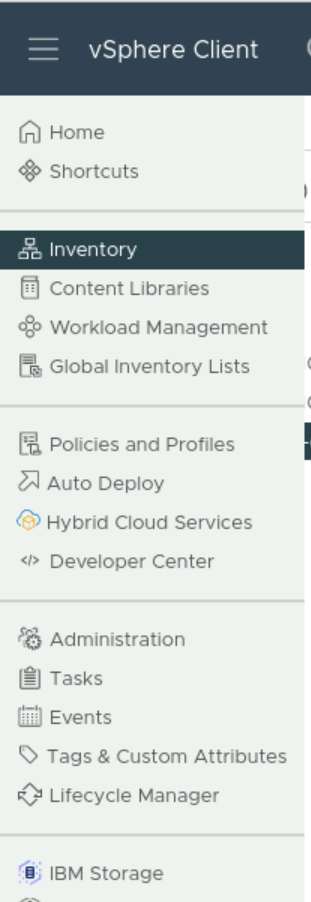 vSphere Client
Home
Shortcuts
Inventory
Content Libraries
Workload Management
Global Inventory Lists
Policies and Profiles
Auto Deploy
Hybrid Cloud Services
Developer Center
Administration
Tasks
Events
Tags & Custom Attributes
Lifecycle Manager
IBM Storage